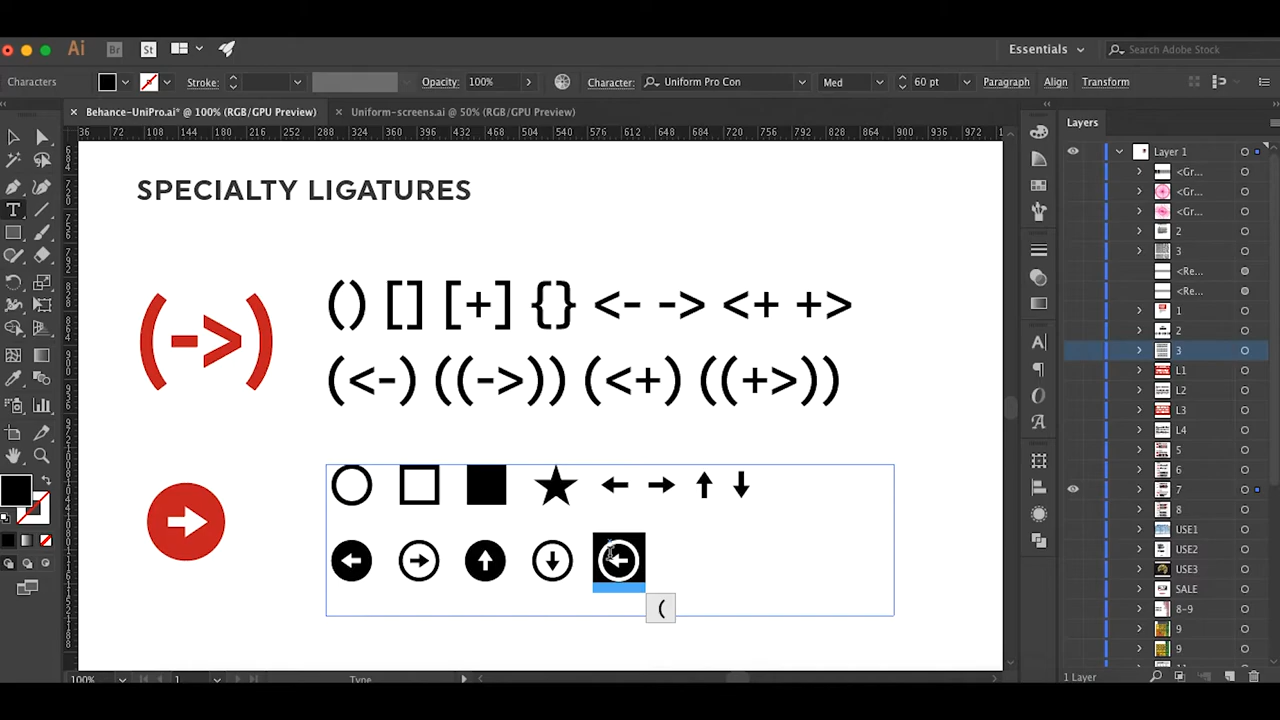 Ai Br St Essentials Search Adobe Stock
Characters Stroke: Opacity: 100% Character: Uniform Pro Con Med 60 pt Paragraph Align Transform
× Behance-UniPro.ai* @ 100% (RGB/GPU Preview) × Uniform-screens.ai @ 50% (RGB/GPU Preview) Layers
36 72 108 144 180 216 252 288 324 360 396 432 468 504 540 576 612 648 684 720 756 792 828 864 900 936 972
Layer 1
<Gr...
SPECIALTY LIGATURES
<Gr...
<Gr...
2
3
<Re...
<Re...
() [] [+] {} <- -> <+ +>
1
2
(->)
3
(<-) ((->)) (<+) ((+>))
L1
L2
L3
L4
5
6
○ □ ■ ★ ← → ↑ ↓
7
8
USE1
USE2
USE3
SALE
(
8-9
9
9
100% 1 Type 1 Layer